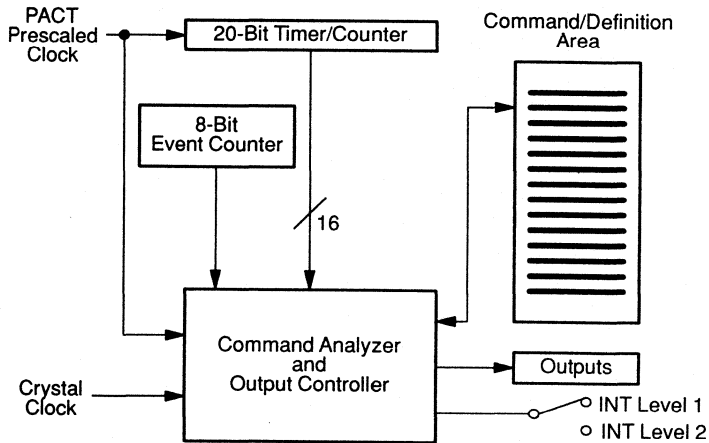 PACT
Prescaled
Clock
20-Bit Timer/Counter
Command/Definition
Area
8-Bit
Event Counter
16
Command Analyzer
and
Output Controller
Crystal
Clock
Outputs
INT Level 1
INT Level 2